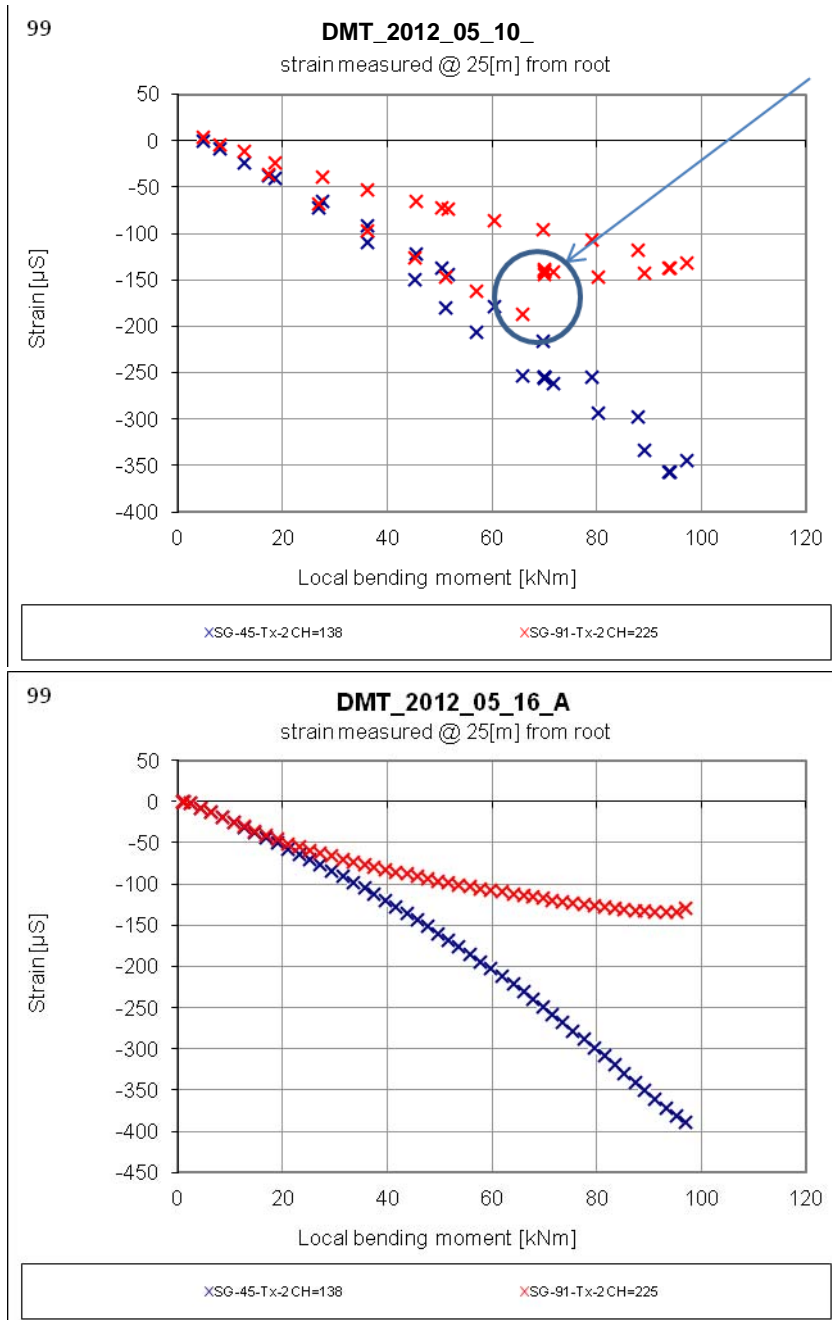 99
DMT_2012_05_10_
strain measured @ 25[m] from root
50
0
-50
-100
-150
-200
-250
-300
-350
-400
Strain [µS]
0 20 40 60 80 100 120
Local bending moment [kNm]
×SG-45-Tx-2 CH=138 ×SG-91-Tx-2 CH=225
99
DMT_2012_05_16_A
strain measured @ 25[m] from root
50
0
-50
-100
-150
-200
-250
-300
-350
-400
-450
Strain [µS]
0 20 40 60 80 100 120
Local bending moment [kNm]
×SG-45-Tx-2 CH=138 ×SG-91-Tx-2 CH=225